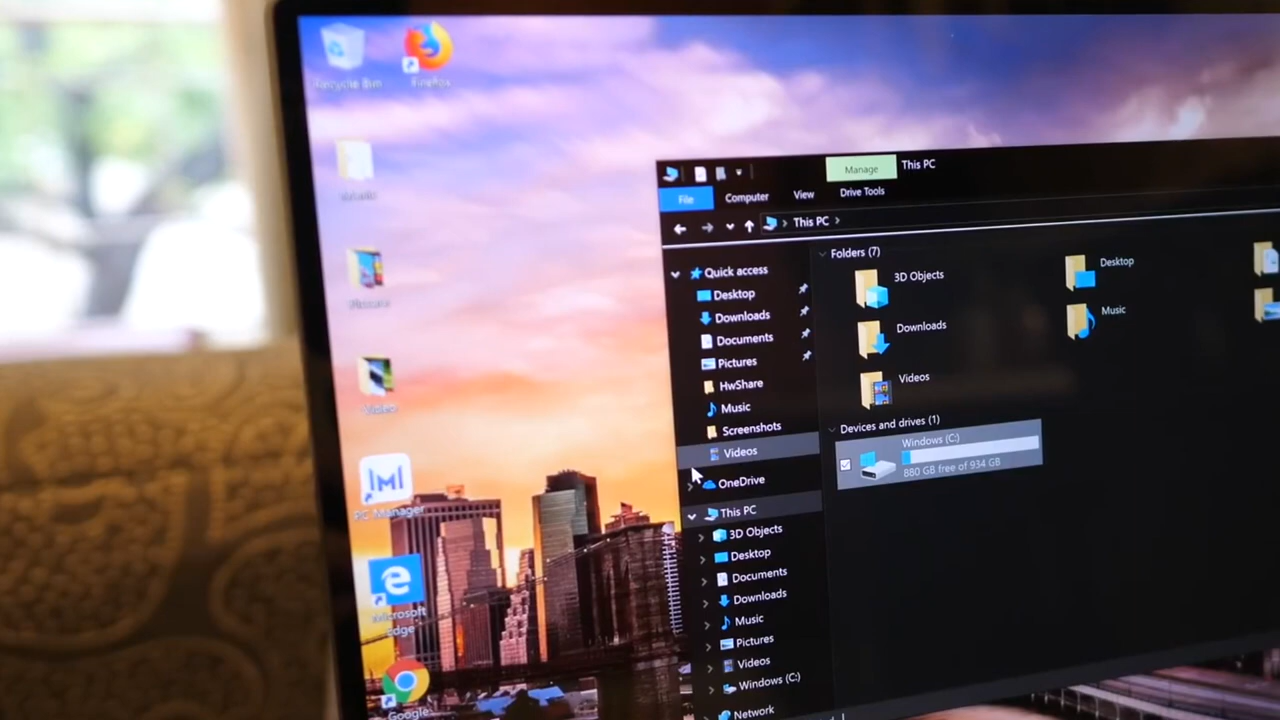 Recycle Bin
Firefox
Video
PC Manager
Microsoft
Edge
Google
Manage
This PC
File
Computer
View
Drive Tools
This PC
Quick access
Desktop
Downloads
Documents
Pictures
HwShare
Music
Screenshots
Videos
OneDrive
This PC
3D Objects
Desktop
Documents
Downloads
Music
Pictures
Videos
Windows (C:)
Network
Folders (7)
3D Objects
Desktop
Downloads
Music
Videos
Devices and drives (1)
Windows (C:)
880 GB free of 934 GB